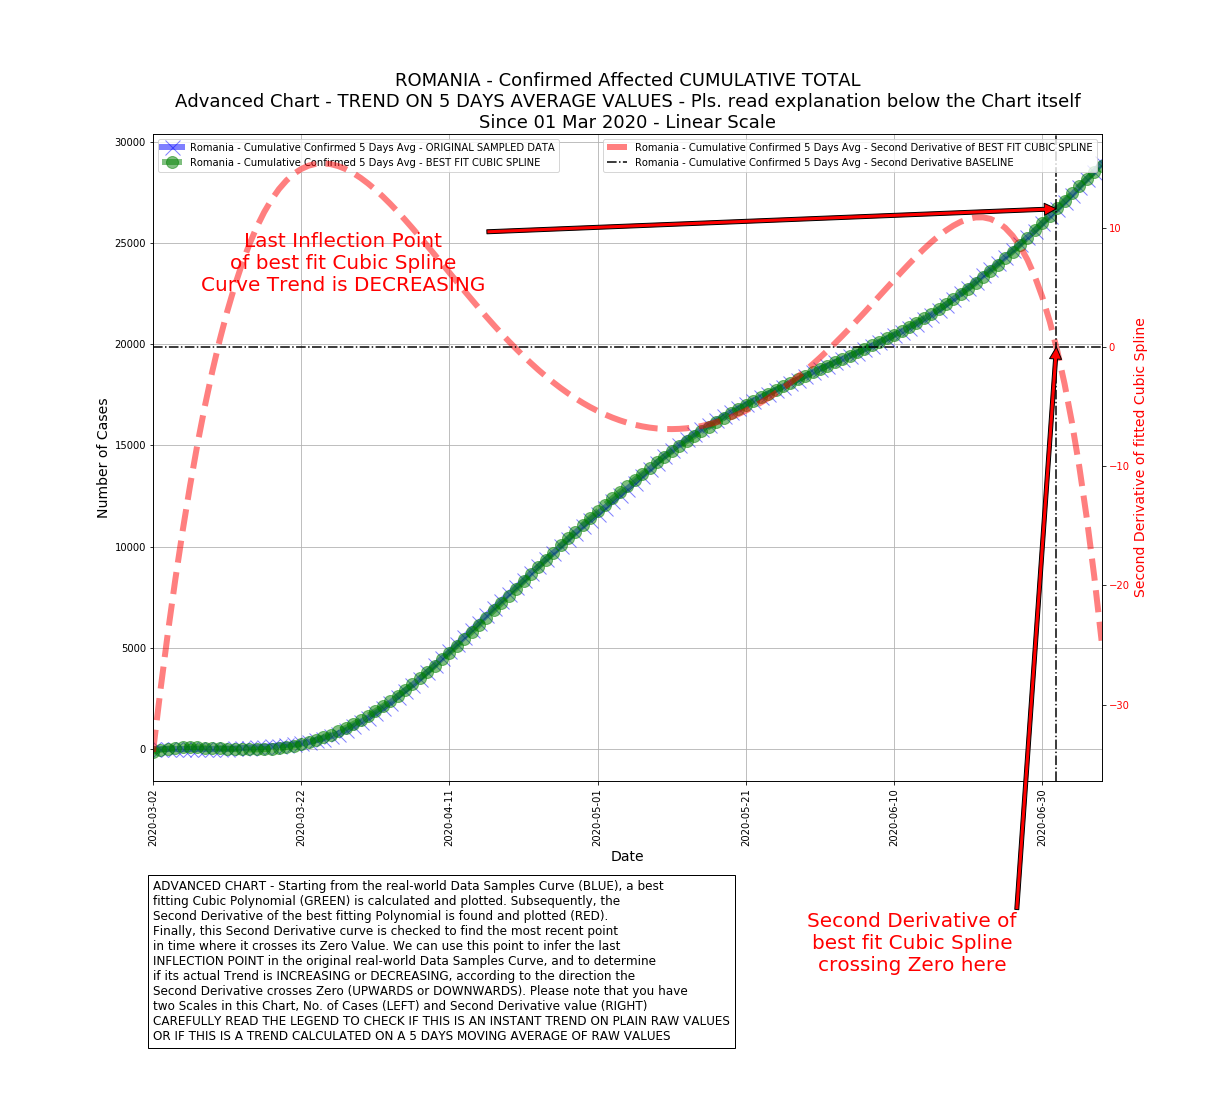 ROMANIA - Confirmed Affected CUMULATIVE TOTAL
Advanced Chart - TREND ON 5 DAYS AVERAGE VALUES - Pls. read explanation below the Chart itself
Since 01 Mar 2020 - Linear Scale
Romania - Cumulative Confirmed 5 Days Avg - ORIGINAL SAMPLED DATA
Romania - Cumulative Confirmed 5 Days Avg - BEST FIT CUBIC SPLINE
Romania - Cumulative Confirmed 5 Days Avg - Second Derivative of BEST FIT CUBIC SPLINE
Romania - Cumulative Confirmed 5 Days Avg - Second Derivative BASELINE
Last Inflection Point
of best fit Cubic Spline
Curve Trend is DECREASING
Number of Cases
30000
25000
20000
15000
10000
5000
0
10
0
−10
−20
−30
Second Derivative of fitted Cubic Spline
2020-03-02
2020-03-22
2020-04-11
2020-05-01
2020-05-21
2020-06-10
2020-06-30
Date
ADVANCED CHART - Starting from the real-world Data Samples Curve (BLUE), a best
fitting Cubic Polynomial (GREEN) is calculated and plotted. Subsequently, the
Second Derivative of the best fitting Polynomial is found and plotted (RED).
Finally, this Second Derivative curve is checked to find the most recent point
in time where it crosses its Zero Value. We can use this point to infer the last
INFLECTION POINT in the original real-world Data Samples Curve, and to determine
if its actual Trend is INCREASING or DECREASING, according to the direction the
Second Derivative crosses Zero (UPWARDS or DOWNWARDS). Please note that you have
two Scales in this Chart, No. of Cases (LEFT) and Second Derivative value (RIGHT)
CAREFULLY READ THE LEGEND TO CHECK IF THIS IS AN INSTANT TREND ON PLAIN RAW VALUES
OR IF THIS IS A TREND CALCULATED ON A 5 DAYS MOVING AVERAGE OF RAW VALUES
Second Derivative of
best fit Cubic Spline
crossing Zero here